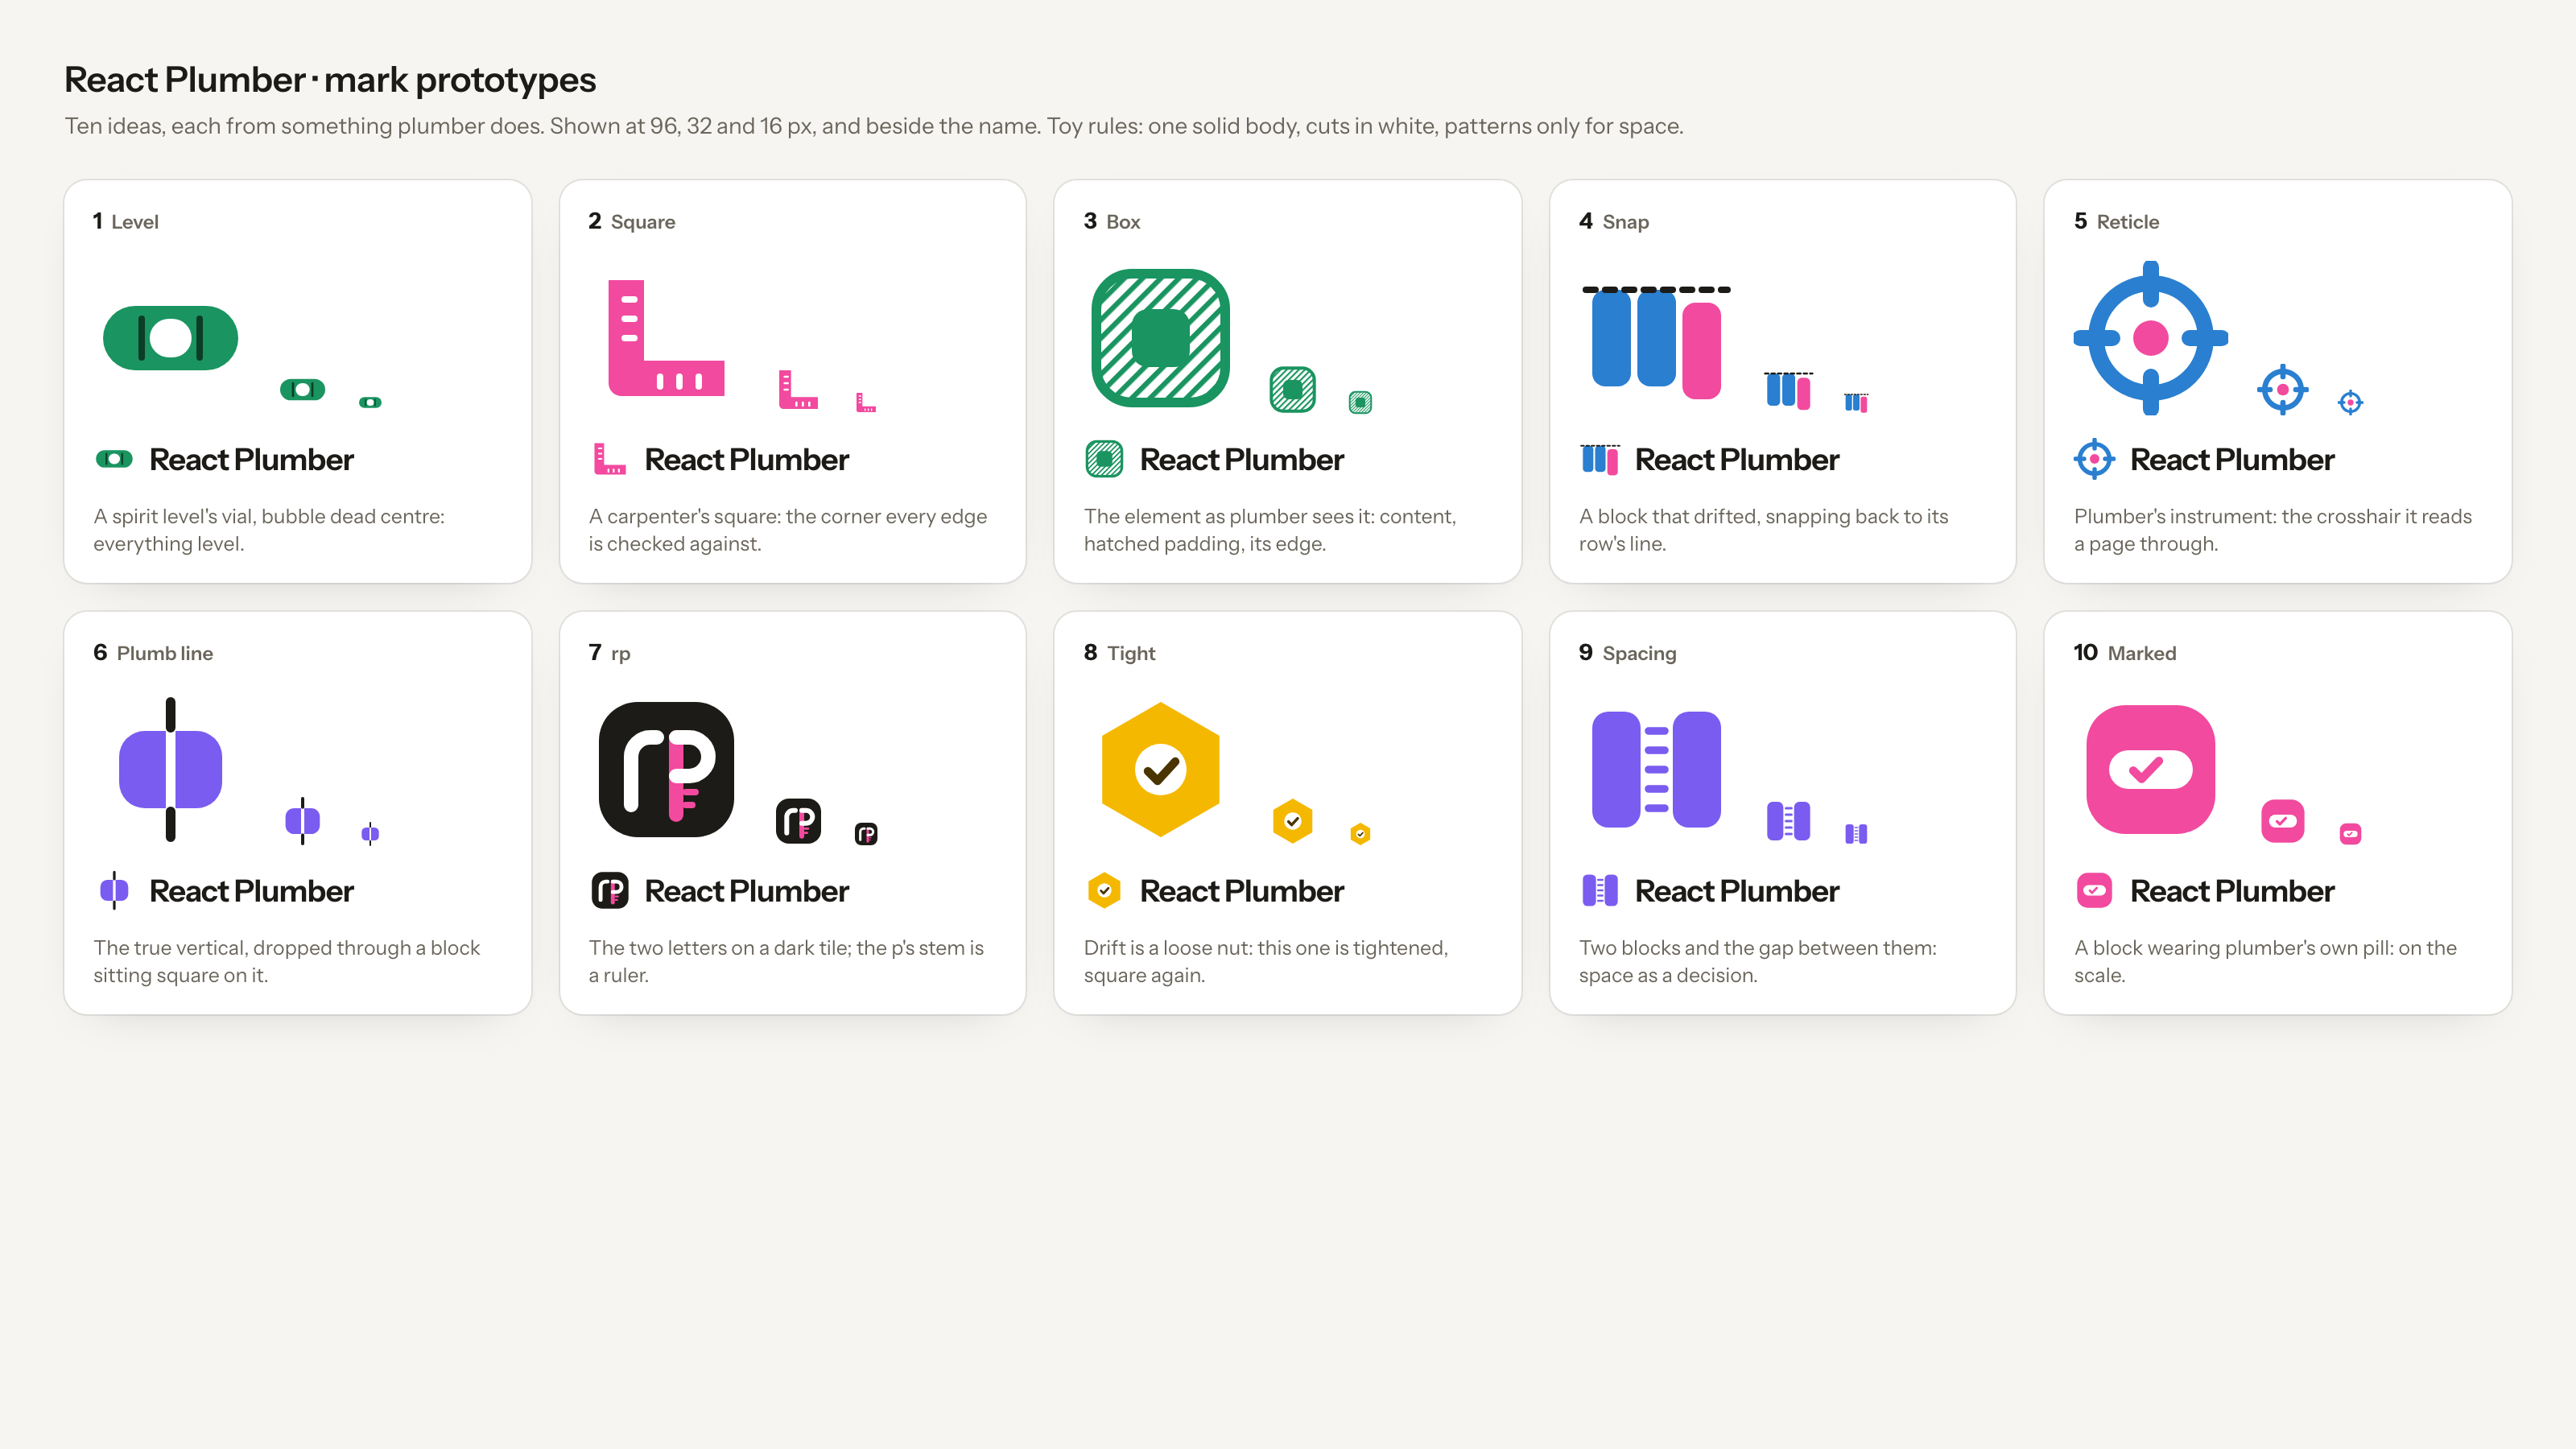 React Plumber · mark prototypes
Ten ideas, each from something plumber does. Shown at 96, 32 and 16 px, and beside the name. Toy rules: one solid body, cuts in white, patterns only for space.
1 Level
React Plumber
A spirit level's vial, bubble dead centre:
everything level.
2 Square
React Plumber
A carpenter's square: the corner every edge
is checked against.
3 Box
React Plumber
The element as plumber sees it: content,
hatched padding, its edge.
4 Snap
React Plumber
A block that drifted, snapping back to its
row's line.
5 Reticle
React Plumber
Plumber's instrument: the crosshair it reads
a page through.
6 Plumb line
React Plumber
The true vertical, dropped through a block
sitting square on it.
7 rp
rp
rp
rp
rp
React Plumber
The two letters on a dark tile; the p's stem is
a ruler.
8 Tight
React Plumber
Drift is a loose nut: this one is tightened,
square again.
9 Spacing
React Plumber
Two blocks and the gap between them:
space as a decision.
10 Marked
React Plumber
A block wearing plumber's own pill: on the
scale.